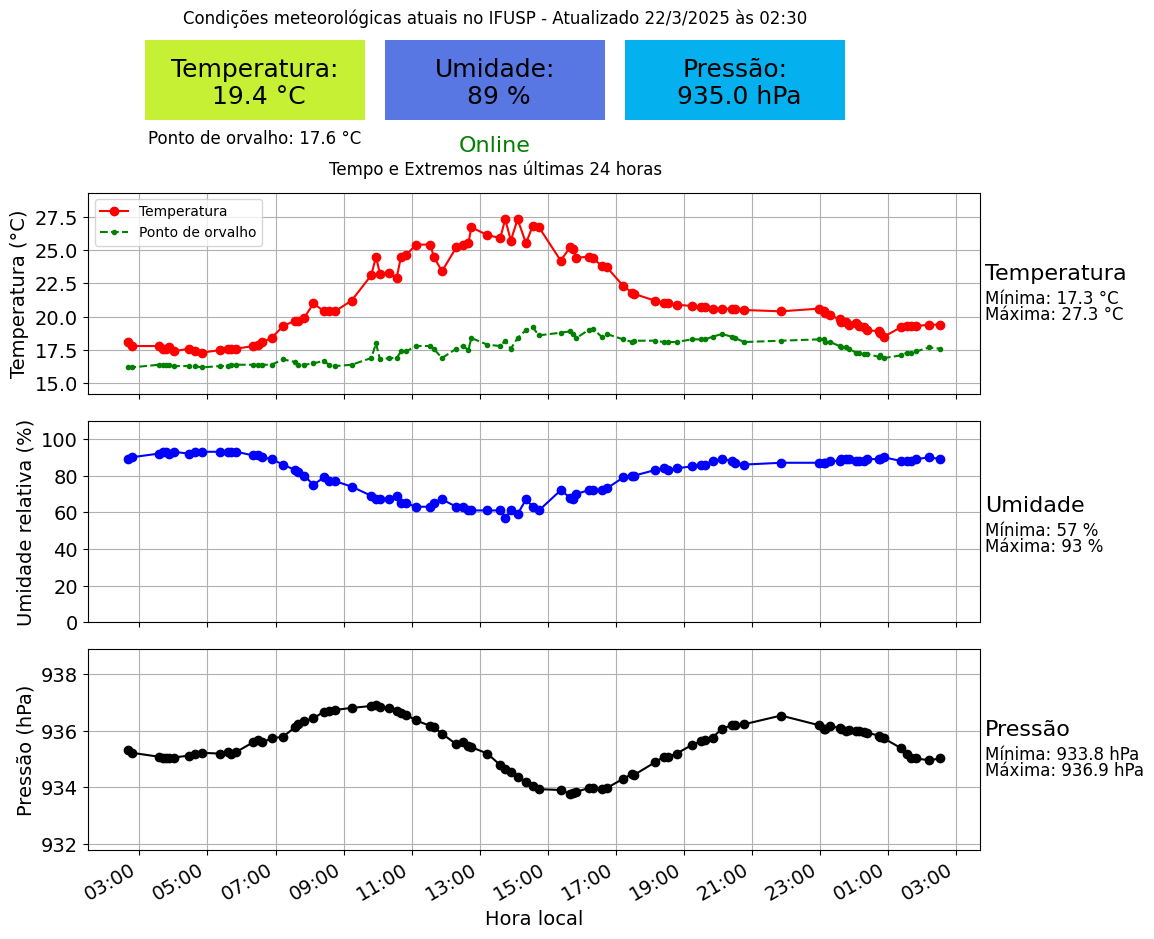 Condições meteorológicas atuais no IFUSP - Atualizado 22/3/2025 às 02:30
Temperatura:
19.4 °C
Umidade:
89 %
Pressão:
935.0 hPa
Ponto de orvalho: 17.6 °C
Online
Tempo e Extremos nas últimas 24 horas
Temperatura (°C)
27.5
25.0
22.5
20.0
17.5
15.0
Temperatura
Ponto de orvalho
Temperatura
Mínima: 17.3 °C
Máxima: 27.3 °C
Umidade relativa (%)
100
80
60
40
20
0
Umidade
Mínima: 57 %
Máxima: 93 %
Pressão (hPa)
938
936
934
932
Pressão
Mínima: 933.8 hPa
Máxima: 936.9 hPa
03:00 05:00 07:00 09:00 11:00 13:00 15:00 17:00 19:00 21:00 23:00 01:00 03:00
Hora local